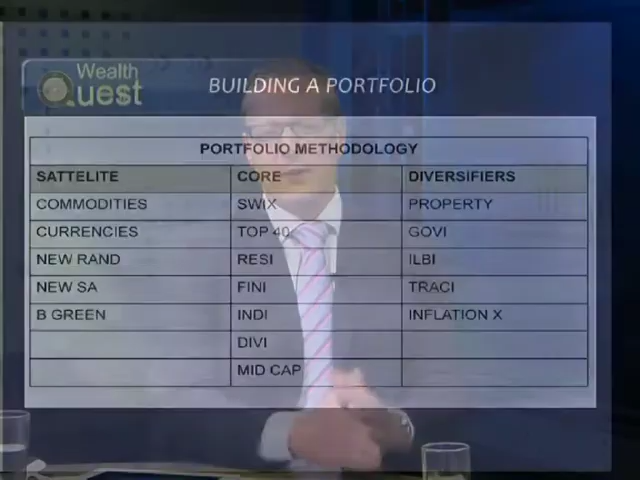 Wealth
Quest
BUILDING A PORTFOLIO
PORTFOLIO METHODOLOGY
SATTELITE CORE DIVERSIFIERS
COMMODITIES SWIX PROPERTY
CURRENCIES TOP 40 GOVI
NEW RAND RESI ILBI
NEW SA FINI TRACI
B GREEN INDI INFLATION X
DIVI
MID CAP